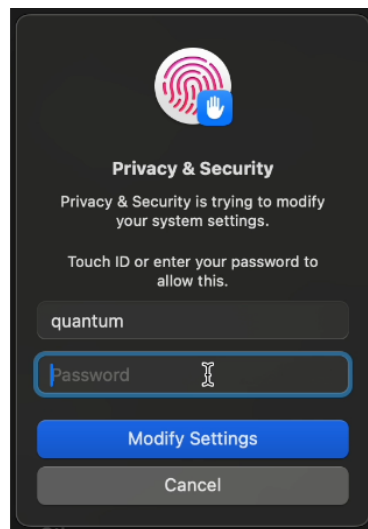 Privacy & Security
Privacy & Security is trying to modify
your system settings.
Touch ID or enter your password to
allow this.
quantum
Password
Modify Settings
Cancel